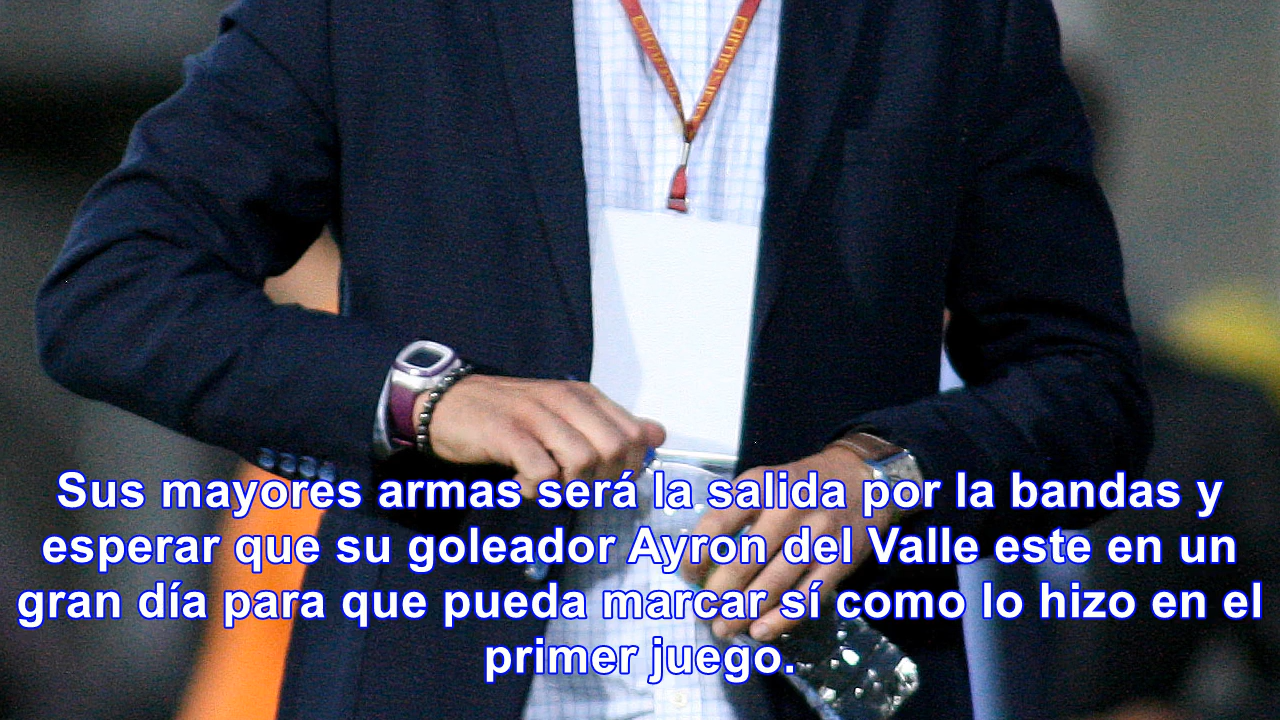 DIMAYOR
Sus mayores armas será la salida por la bandas y
esperar que su goleador Ayron del Valle este en un
gran día para que pueda marcar sí como lo hizo en el
primer juego.